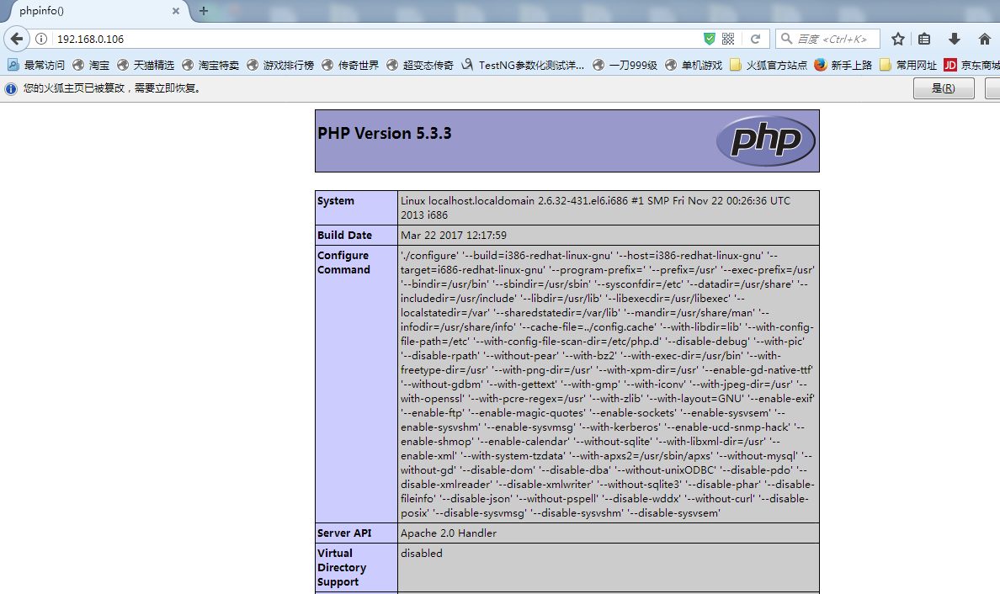 phpinfo()
192.168.0.106
百度 <Ctrl+K>
最常访问 淘宝 天猫精选 淘宝特卖 游戏排行榜 传奇世界 超变态传奇 TestNG参数化测试详... 一刀999级 单机游戏 火狐官方站点 新手上路 常用网址 JD 京东商城
您的火狐主页已被篡改，需要立即恢复。 是(R)
PHP Version 5.3.3
php
System Linux localhost.localdomain 2.6.32-431.el6.i686 #1 SMP Fri Nov 22 00:26:36 UTC
2013 i686
Build Date Mar 22 2017 12:17:59
Configure './configure' '--build=i386-redhat-linux-gnu' '--host=i386-redhat-linux-gnu' '--
Command target=i686-redhat-linux-gnu' '--program-prefix=' '--prefix=/usr' '--exec-prefix=/usr'
'--bindir=/usr/bin' '--sbindir=/usr/sbin' '--sysconfdir=/etc' '--datadir=/usr/share' '--
includedir=/usr/include' '--libdir=/usr/lib' '--libexecdir=/usr/libexec' '--
localstatedir=/var' '--sharedstatedir=/var/lib' '--mandir=/usr/share/man' '--
infodir=/usr/share/info' '--cache-file=../config.cache' '--with-libdir=lib' '--with-config-
file-path=/etc' '--with-config-file-scan-dir=/etc/php.d' '--disable-debug' '--with-pic'
'--disable-rpath' '--without-pear' '--with-bz2' '--with-exec-dir=/usr/bin' '--with-
freetype-dir=/usr' '--with-png-dir=/usr' '--with-xpm-dir=/usr' '--enable-gd-native-ttf'
'--without-gdbm' '--with-gettext' '--with-gmp' '--with-iconv' '--with-jpeg-dir=/usr' '--
with-openssl' '--with-pcre-regex=/usr' '--with-zlib' '--with-layout=GNU' '--enable-exif'
'--enable-ftp' '--enable-magic-quotes' '--enable-sockets' '--enable-sysvsem' '--
enable-sysvshm' '--enable-sysvmsg' '--with-kerberos' '--enable-ucd-snmp-hack' '--
enable-shmop' '--enable-calendar' '--without-sqlite' '--with-libxml-dir=/usr' '--
enable-xml' '--with-system-tzdata' '--with-apxs2=/usr/sbin/apxs' '--without-mysql' '--
without-gd' '--disable-dom' '--disable-dba' '--without-unixODBC' '--disable-pdo' '--
disable-xmlreader' '--disable-xmlwriter' '--without-sqlite3' '--disable-phar' '--disable-
fileinfo' '--disable-json' '--without-pspell' '--disable-wddx' '--without-curl' '--disable-
posix' '--disable-sysvmsg' '--disable-sysvshm' '--disable-sysvsem'
Server API Apache 2.0 Handler
Virtual disabled
Directory
Support